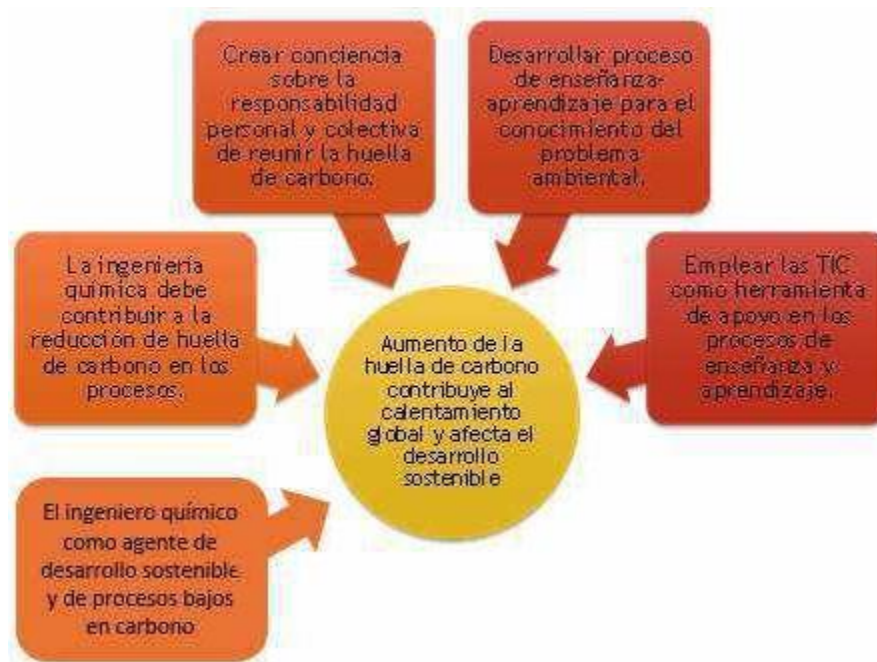 Crear conciencia
sobre la
responsabilidad
personal y colectiva
de reunir la huella
de carbono.
Desarrollar proceso
de enseñanza-
aprendizaje para el
conocimiento del
problema
ambiental.
La ingeniería
química debe
contribuir a la
reducción de huella
de carbono en los
procesos.
Emplear las TIC
como herramienta
de apoyo en los
procesos de
enseñanza y
aprendizaje.
Aumento de la
huella de carbono
contribuye al
calentamiento
global y afecta el
desarrollo
sostenible
El ingeniero químico
como agente de
desarrollo sostenible
y de procesos bajos
en carbono